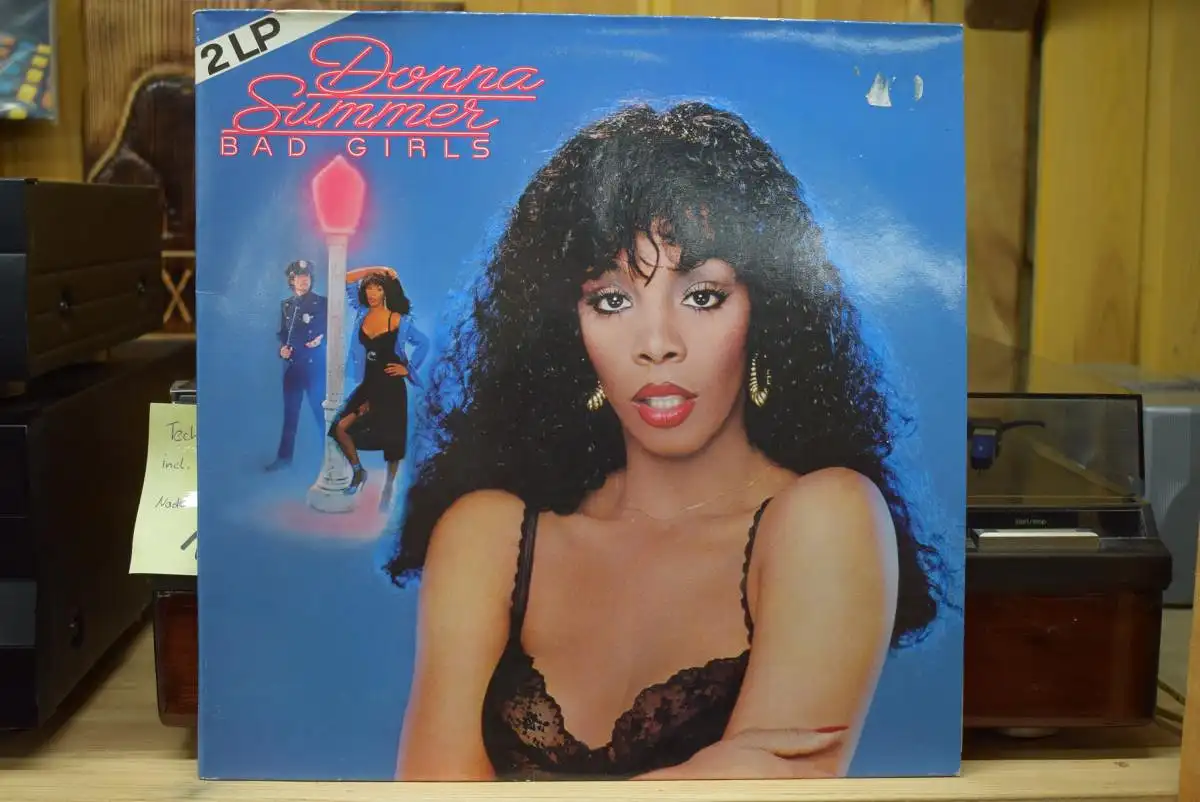 2 LP
Donna
Summer
BAD GIRLS
incl.